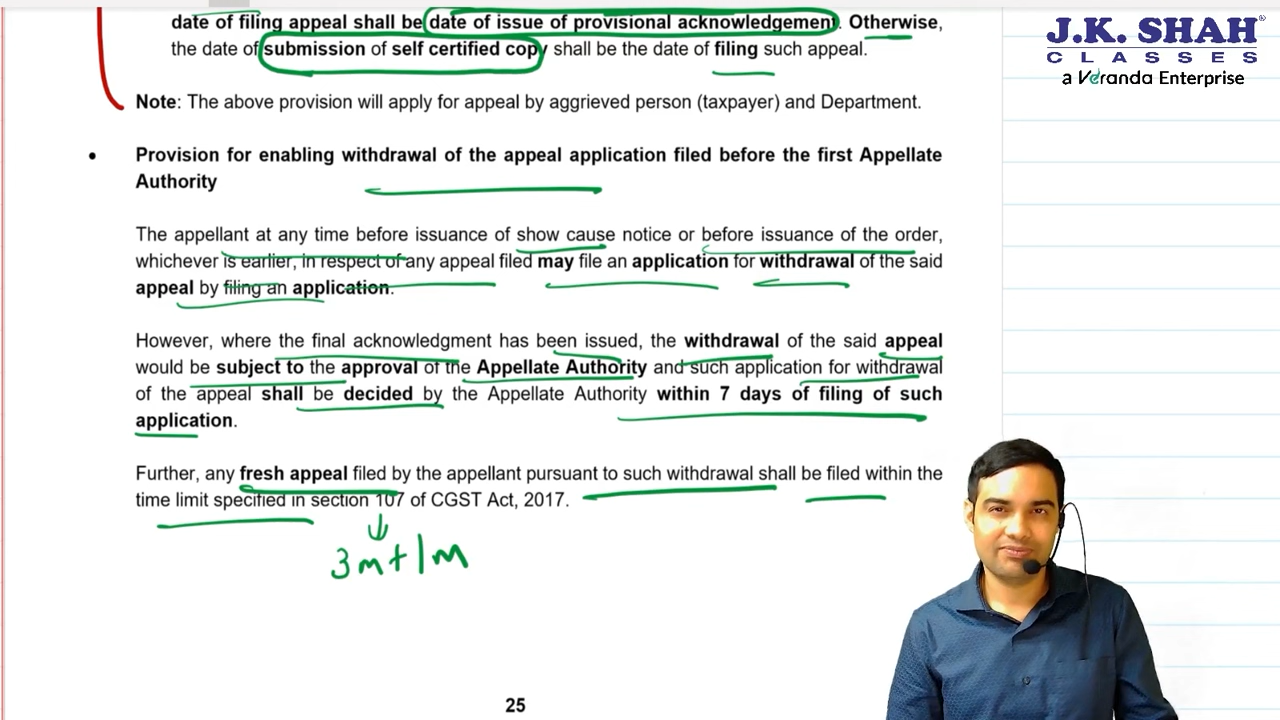 date of filing appeal shall be date of issue of provisional acknowledgement. Otherwise,
the date of submission of self certified copy shall be the date of filing such appeal.
J.K. SHAH®
CLASSES
a Veranda Enterprise
Note: The above provision will apply for appeal by aggrieved person (taxpayer) and Department.
• Provision for enabling withdrawal of the appeal application filed before the first Appellate
Authority
The appellant at any time before issuance of show cause notice or before issuance of the order,
whichever is earlier, in respect of any appeal filed may file an application for withdrawal of the said
appeal by filing an application.
However, where the final acknowledgment has been issued, the withdrawal of the said appeal
would be subject to the approval of the Appellate Authority and such application for withdrawal
of the appeal shall be decided by the Appellate Authority within 7 days of filing of such
application.
Further, any fresh appeal filed by the appellant pursuant to such withdrawal shall be filed within the
time limit specified in section 107 of CGST Act, 2017.
3m+1m
25